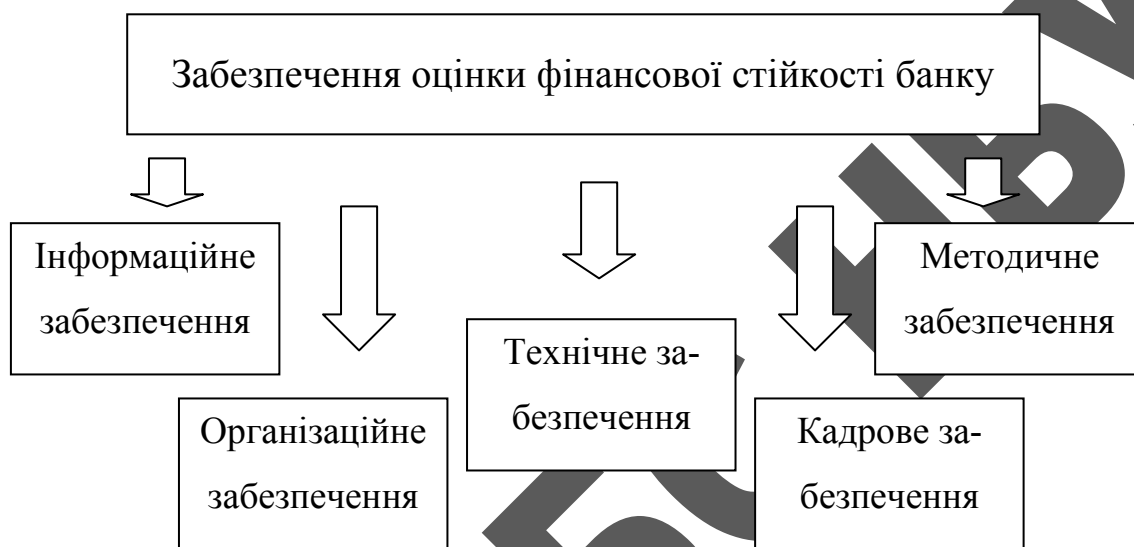 Забезпечення оцінки фінансової стійкості банку
Інформаційне
забезпечення
Організаційне
забезпечення
Технічне за-
безпечення
Кадрове за-
безпечення
Методичне
забезпечення